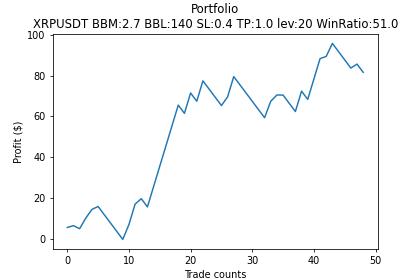 Portfolio
XRPUSDT BBM:2.7 BBL:140 SL:0.4 TP:1.0 lev:20 WinRatio:51.0
100
80
60
40
20
0
Profit ($)
0 10 20 30 40 50
Trade counts